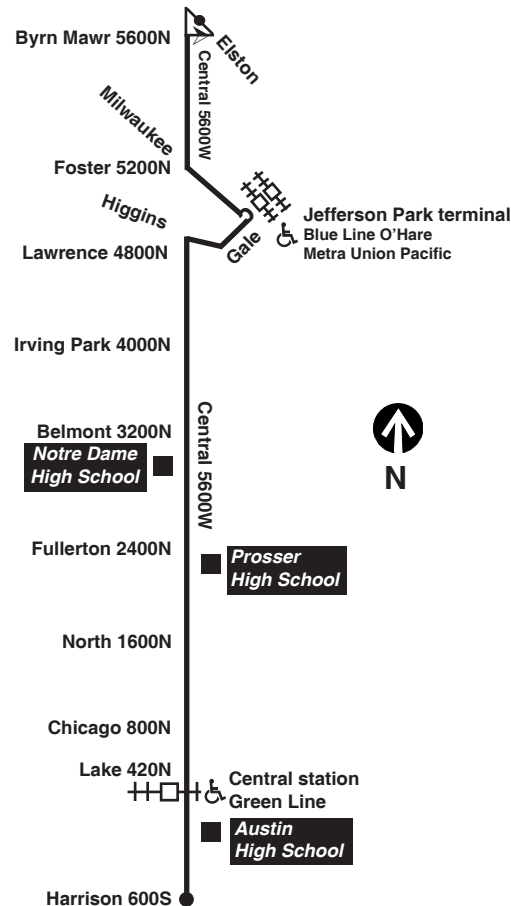 Byrn Mawr 5600N
Elston
Central 5600W
Milwaukee
Foster 5200N
Higgins
Jefferson Park terminal
Blue Line O'Hare
Metra Union Pacific
Gale
Lawrence 4800N
Irving Park 4000N
Central 5600W
Belmont 3200N
Notre Dame
High School
N
Fullerton 2400N
Prosser
High School
North 1600N
Chicago 800N
Lake 420N
Central station
Green Line
Austin
High School
Harrison 600S